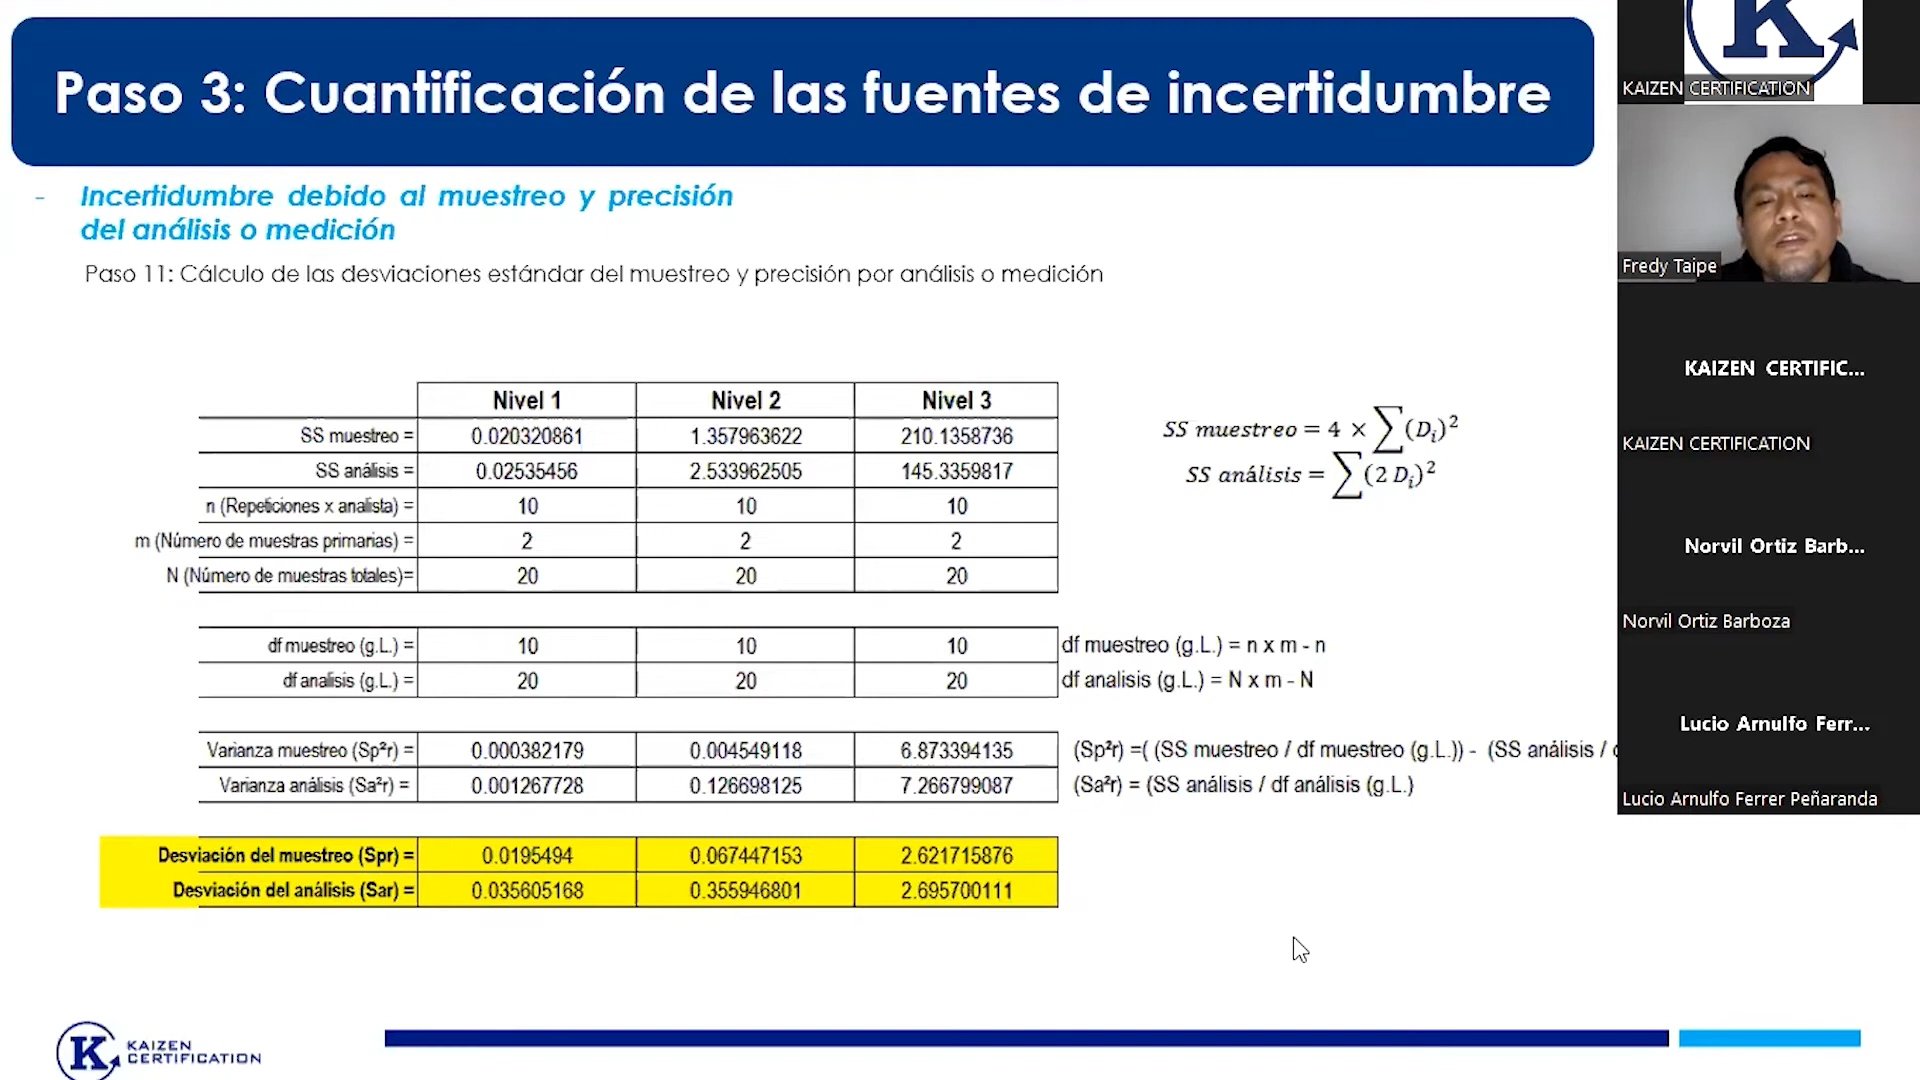 Paso 3: Cuantificación de las fuentes de incertidumbre
- Incertidumbre debido al muestreo y precisión
del análisis o medición
Paso 11: Cálculo de las desviaciones estándar del muestreo y precisión por análisis o medición
Nivel 1 Nivel 2 Nivel 3
SS muestreo = 0.020320861 1.357963622 210.1358736
SS análisis = 0.02535456 2.533962505 145.3359817
n (Repeticiones x analista) = 10 10 10
m (Número de muestras primarias) = 2 2 2
N (Número de muestras totales)= 20 20 20
SS muestreo = 4 × ∑(Dᵢ)²
SS análisis = ∑(2 Dᵢ)²
df muestreo (g.L.) = 10 10 10 df muestreo (g.L.) = n x m - n
df analisis (g.L.) = 20 20 20 df analisis (g.L.) = N x m - N
Varianza muestreo (Sp²r) = 0.000382179 0.004549118 6.873394135 (Sp²r) =( (SS muestreo / df muestreo (g.L.)) - (SS análisis /
Varianza análisis (Sa²r) = 0.001267728 0.126698125 7.266799087 (Sa²r) = (SS análisis / df análisis (g.L.)
Desviación del muestreo (Spr) = 0.0195494 0.067447153 2.621715876
Desviación del análisis (Sar) = 0.035605168 0.355946801 2.695700111
K KAIZEN
CERTIFICATION
K
KAIZEN CERTIFICATION
Fredy Taipe
KAIZEN CERTIFIC...
KAIZEN CERTIFICATION
Norvil Ortiz Barb...
Norvil Ortiz Barboza
Lucio Arnulfo Ferr...
Lucio Arnulfo Ferrer Peñaranda